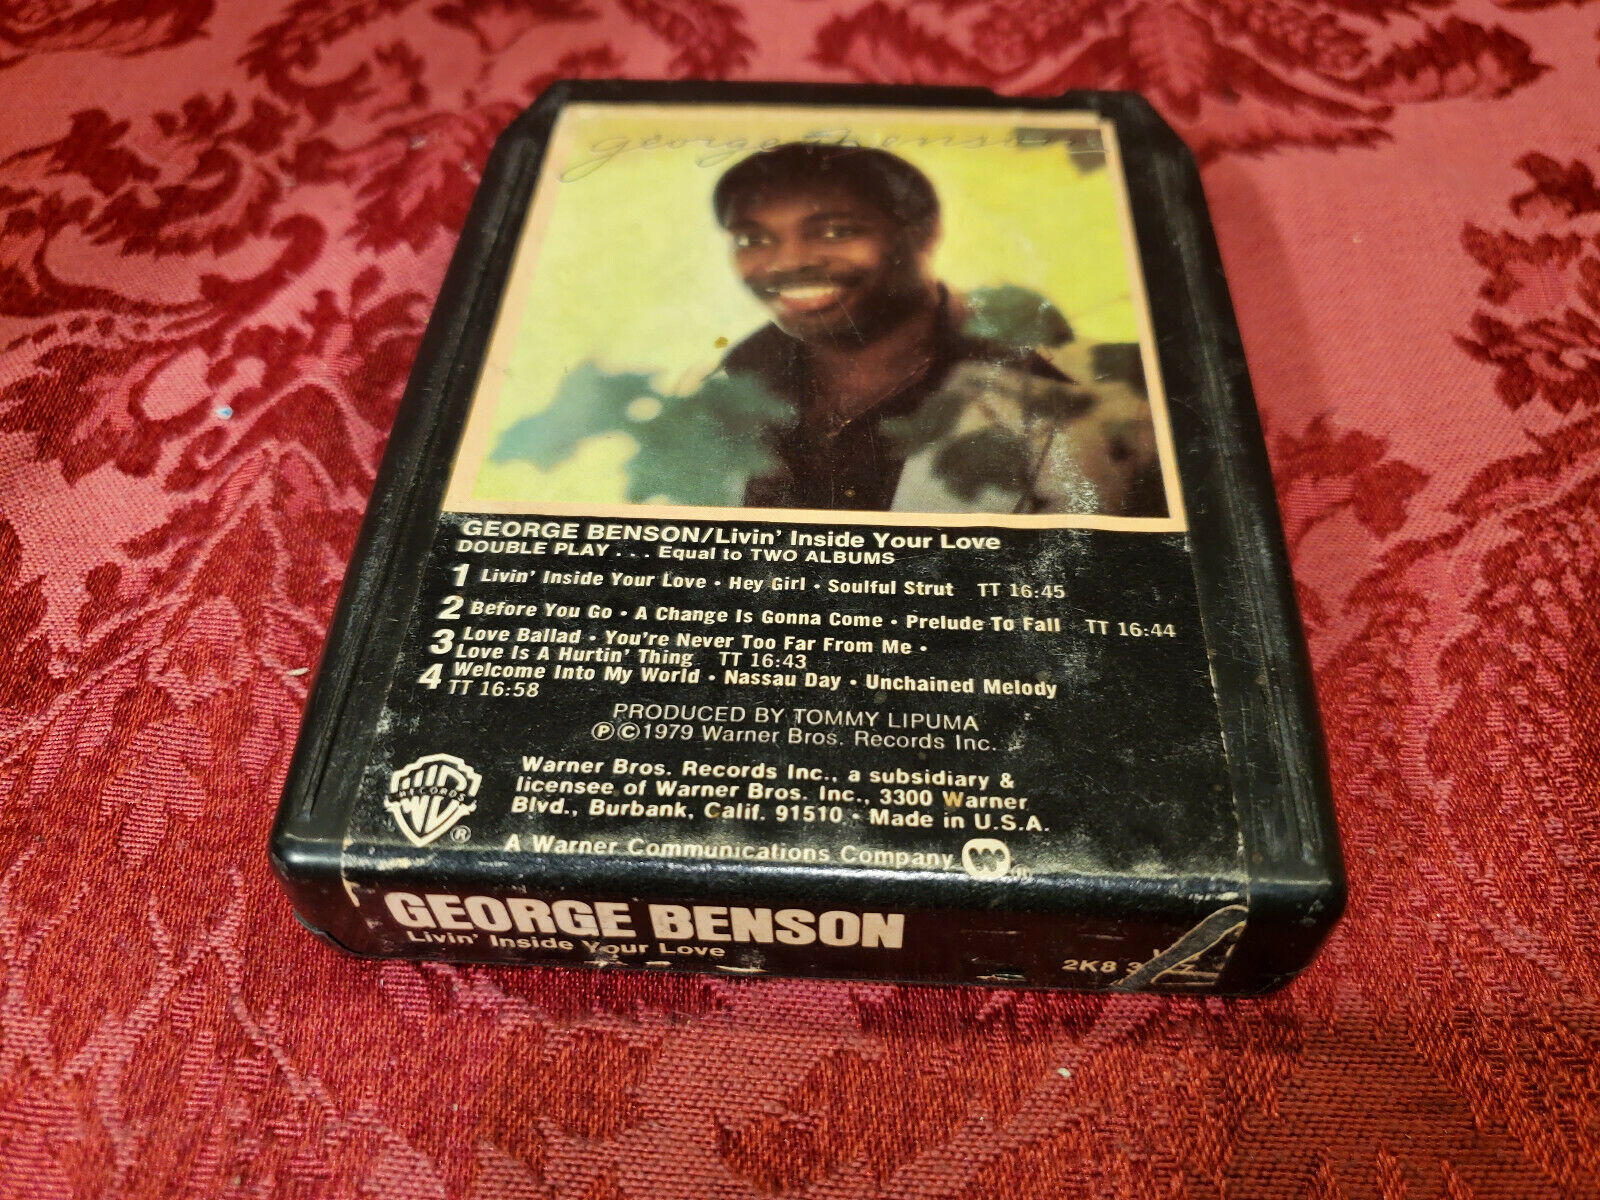 george Benson
GEORGE BENSON/Livin' Inside Your Love
DOUBLE PLAY . . . Equal to TWO ALBUMS
1 Livin' Inside Your Love • Hey Girl • Soulful Strut TT 16:45
2 Before You Go • A Change Is Gonna Come • Prelude To Fall TT 16:44
3 Love Ballad • You're Never Too Far From Me •
Love Is A Hurtin' Thing TT 16:43
4 Welcome Into My World • Nassau Day • Unchained Melody
TT 16:58
PRODUCED BY TOMMY LIPUMA
ⓅⒸ1979 Warner Bros. Records Inc.
WB
RECORDS
®
Warner Bros. Records Inc., a subsidiary &
licensee of Warner Bros. Inc., 3300 Warner
Blvd., Burbank, Calif. 91510 • Made in U.S.A.
A Warner Communications Company
GEORGE BENSON
Livin' Inside Your Love
2K8